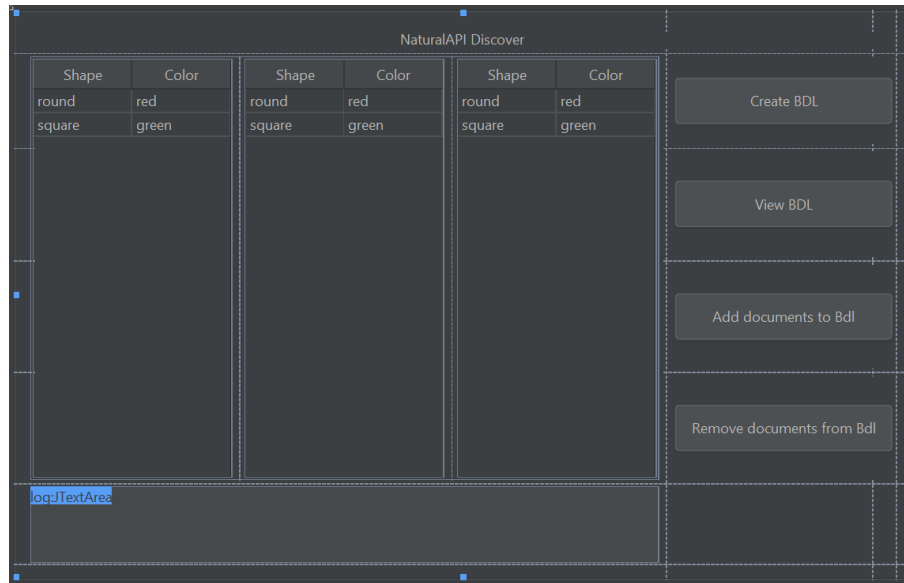 NaturalAPI Discover
Shape Color Shape Color Shape Color
round red round red round red
square green square green square green
Create BDL
View BDL
Add documents to Bdl
Remove documents from Bdl
log:JTextArea